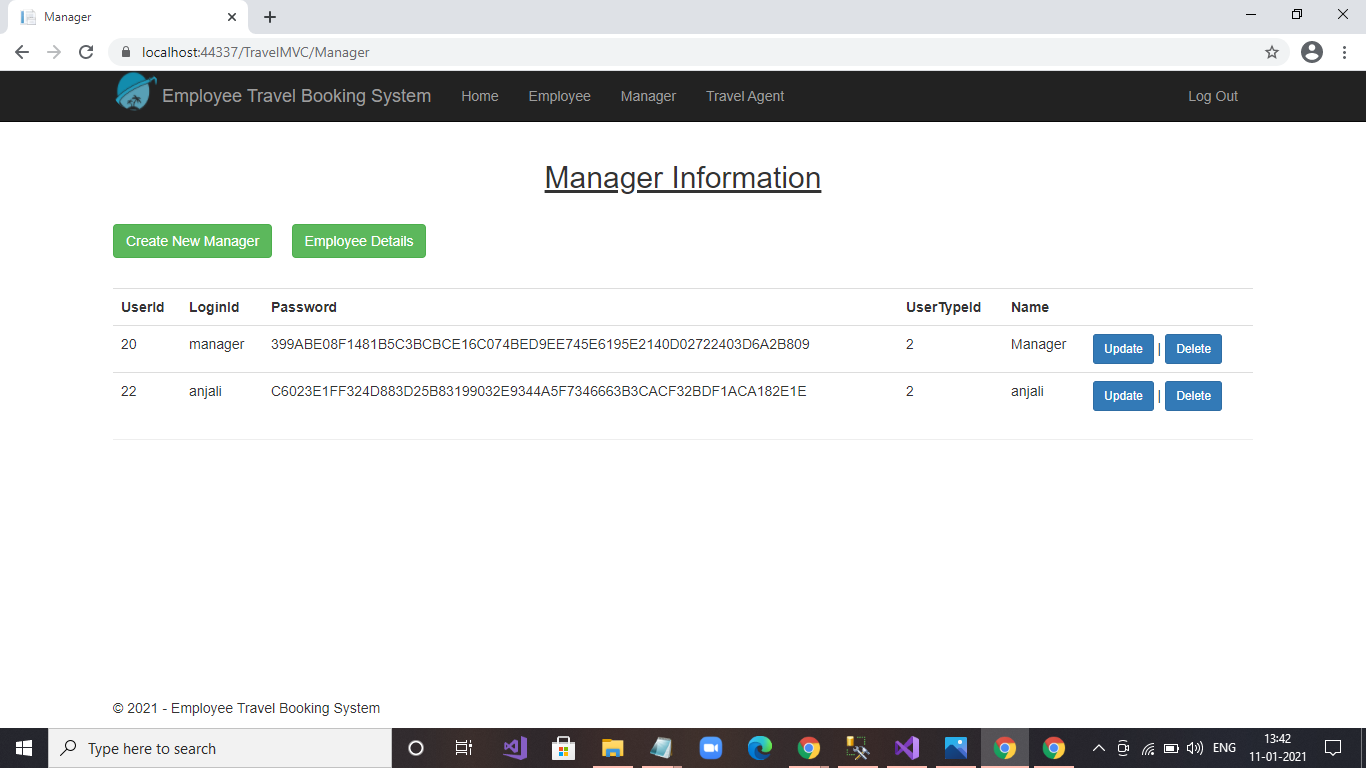 Manager
localhost:44337/TravelMVC/Manager
Employee Travel Booking System Home Employee Manager Travel Agent Log Out
Manager Information
Create New Manager Employee Details
UserId LoginId Password UserTypeId Name
20 manager 399ABE08F1481B5C3BCBCE16C074BED9EE745E6195E2140D02722403D6A2B809 2 Manager Update | Delete
22 anjali C6023E1FF324D883D25B83199032E9344A5F7346663B3CACF32BDF1ACA182E1E 2 anjali Update | Delete
© 2021 - Employee Travel Booking System
Type here to search ENG 13:42
11-01-2021